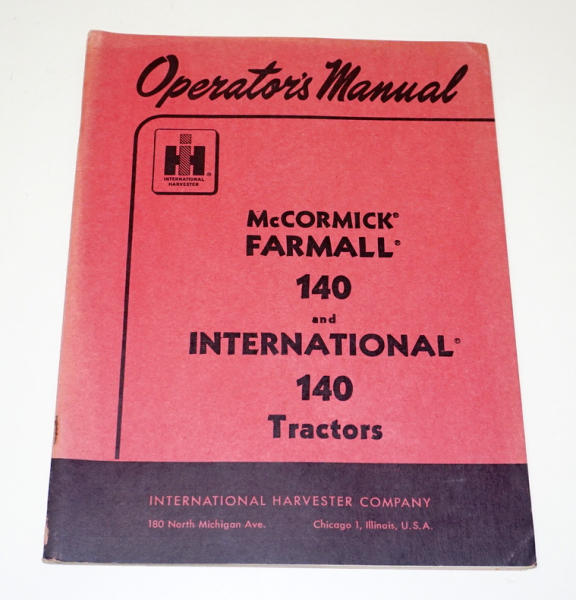 Operator's Manual
IH ®
INTERNATIONAL
HARVESTER
McCORMICK®
FARMALL®
140
and
INTERNATIONAL®
140
Tractors
INTERNATIONAL HARVESTER COMPANY
180 North Michigan Ave. Chicago 1, Illinois, U.S.A.